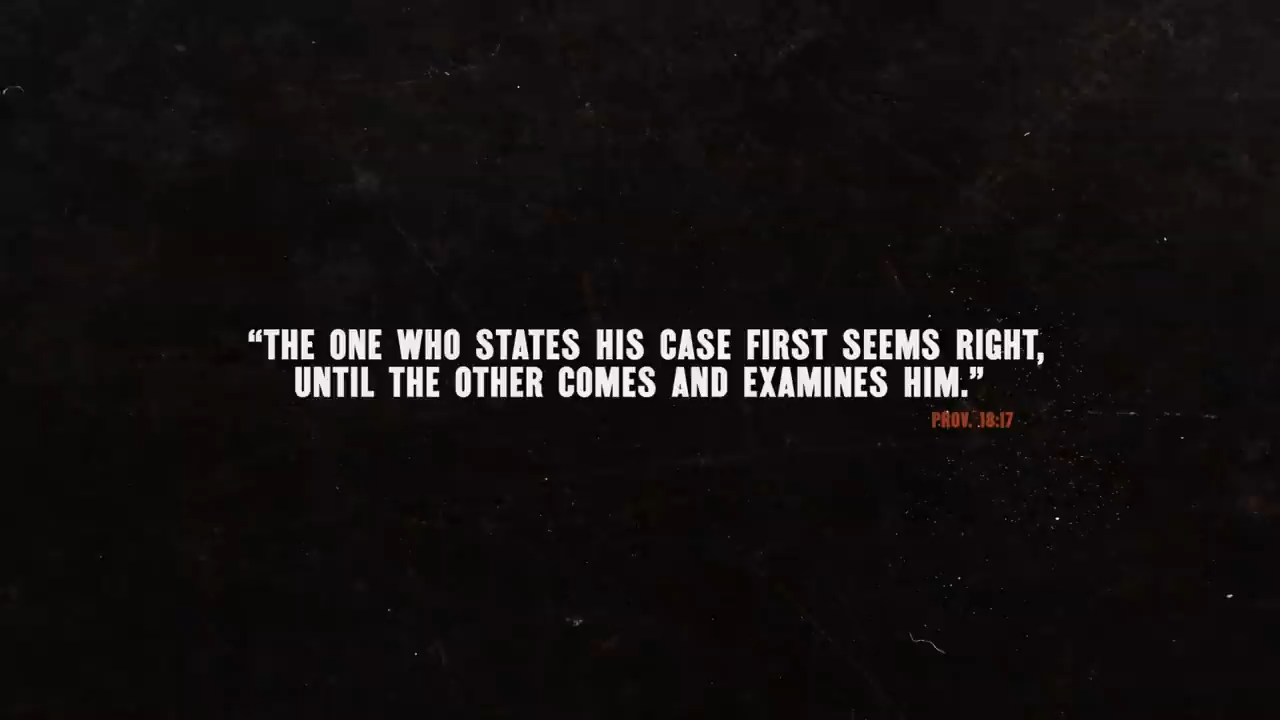 “THE ONE WHO STATES HIS CASE FIRST SEEMS RIGHT,
UNTIL THE OTHER COMES AND EXAMINES HIM.”
PROV. 18:17